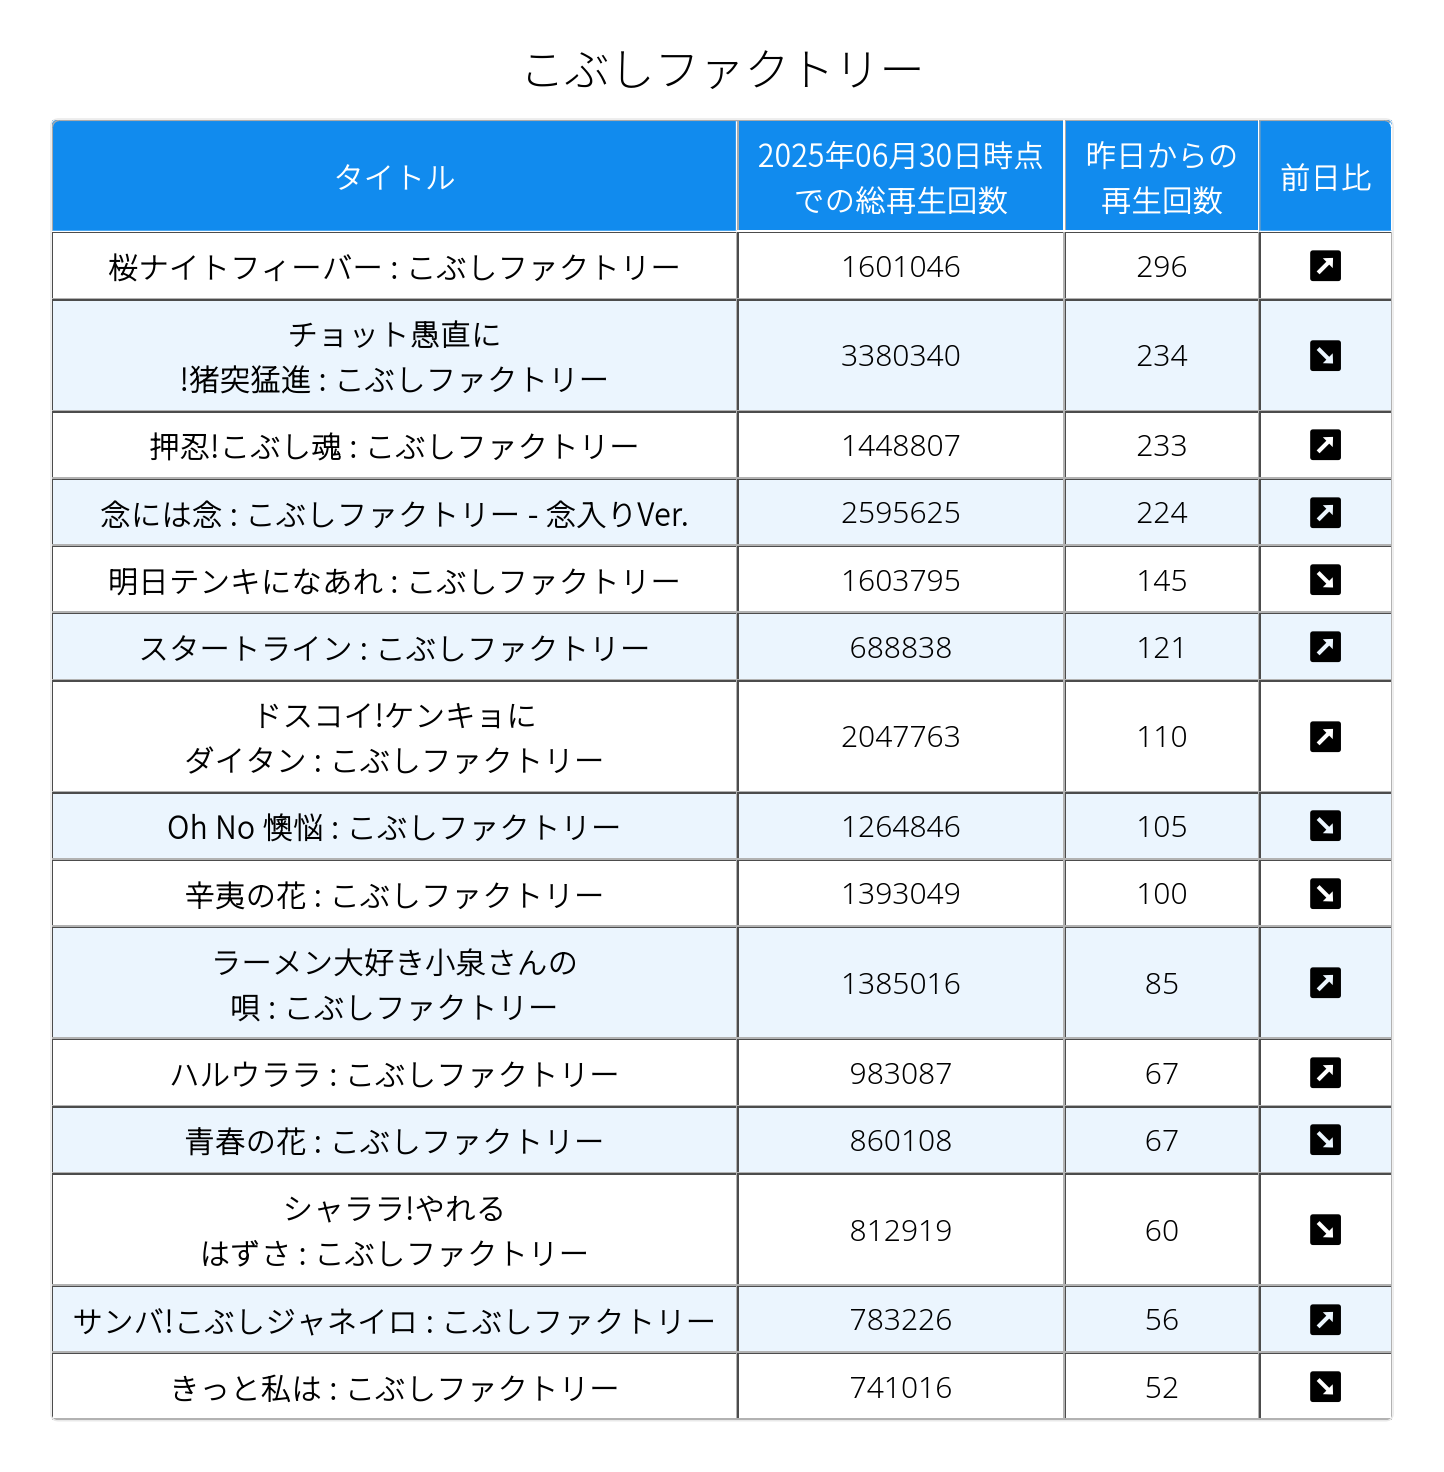 こぶしファクトリー
タイトル
2025年06月30日時点
での総再生回数
昨日からの
再生回数
前日比
桜ナイトフィーバー : こぶしファクトリー 1601046 296
チョット愚直に
!猪突猛進 : こぶしファクトリー 3380340 234
押忍!こぶし魂 : こぶしファクトリー 1448807 233
念には念 : こぶしファクトリー - 念入りVer. 2595625 224
明日テンキになあれ : こぶしファクトリー 1603795 145
スタートライン : こぶしファクトリー 688838 121
ドスコイ!ケンキョに
ダイタン : こぶしファクトリー 2047763 110
Oh No 懊悩 : こぶしファクトリー 1264846 105
辛夷の花 : こぶしファクトリー 1393049 100
ラーメン大好き小泉さんの
唄 : こぶしファクトリー 1385016 85
ハルウララ : こぶしファクトリー 983087 67
青春の花 : こぶしファクトリー 860108 67
シャララ!やれる
はずさ : こぶしファクトリー 812919 60
サンバ!こぶしジャネイロ : こぶしファクトリー 783226 56
きっと私は : こぶしファクトリー 741016 52